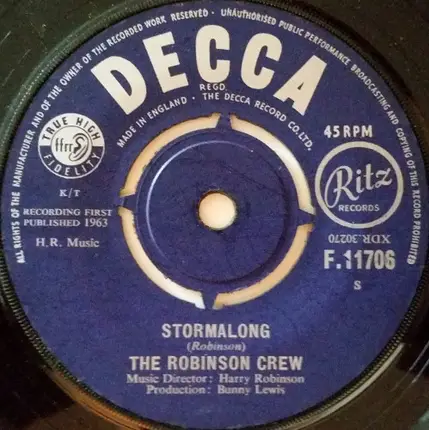 ALL RIGHTS OF THE MANUFACTURER AND OF THE OWNER OF THE RECORDED WORK RESERVED · UNAUTHORISED PUBLIC PERFORMANCE BROADCASTING AND COPYING OF THIS RECORD PROHIBITED
DECCA
REGD.
MADE IN ENGLAND · THE DECCA RECORD CO. LTD.
TRUE HIGH
ffrr
FIDELITY
45 RPM
K/T
RECORDING FIRST
PUBLISHED 1963
H.R. Music
Ritz
RECORDS
XDR.30270
F.11706
S
STORMALONG
(Robinson)
THE ROBINSON CREW
Music Director: Harry Robinson
Production: Bunny Lewis